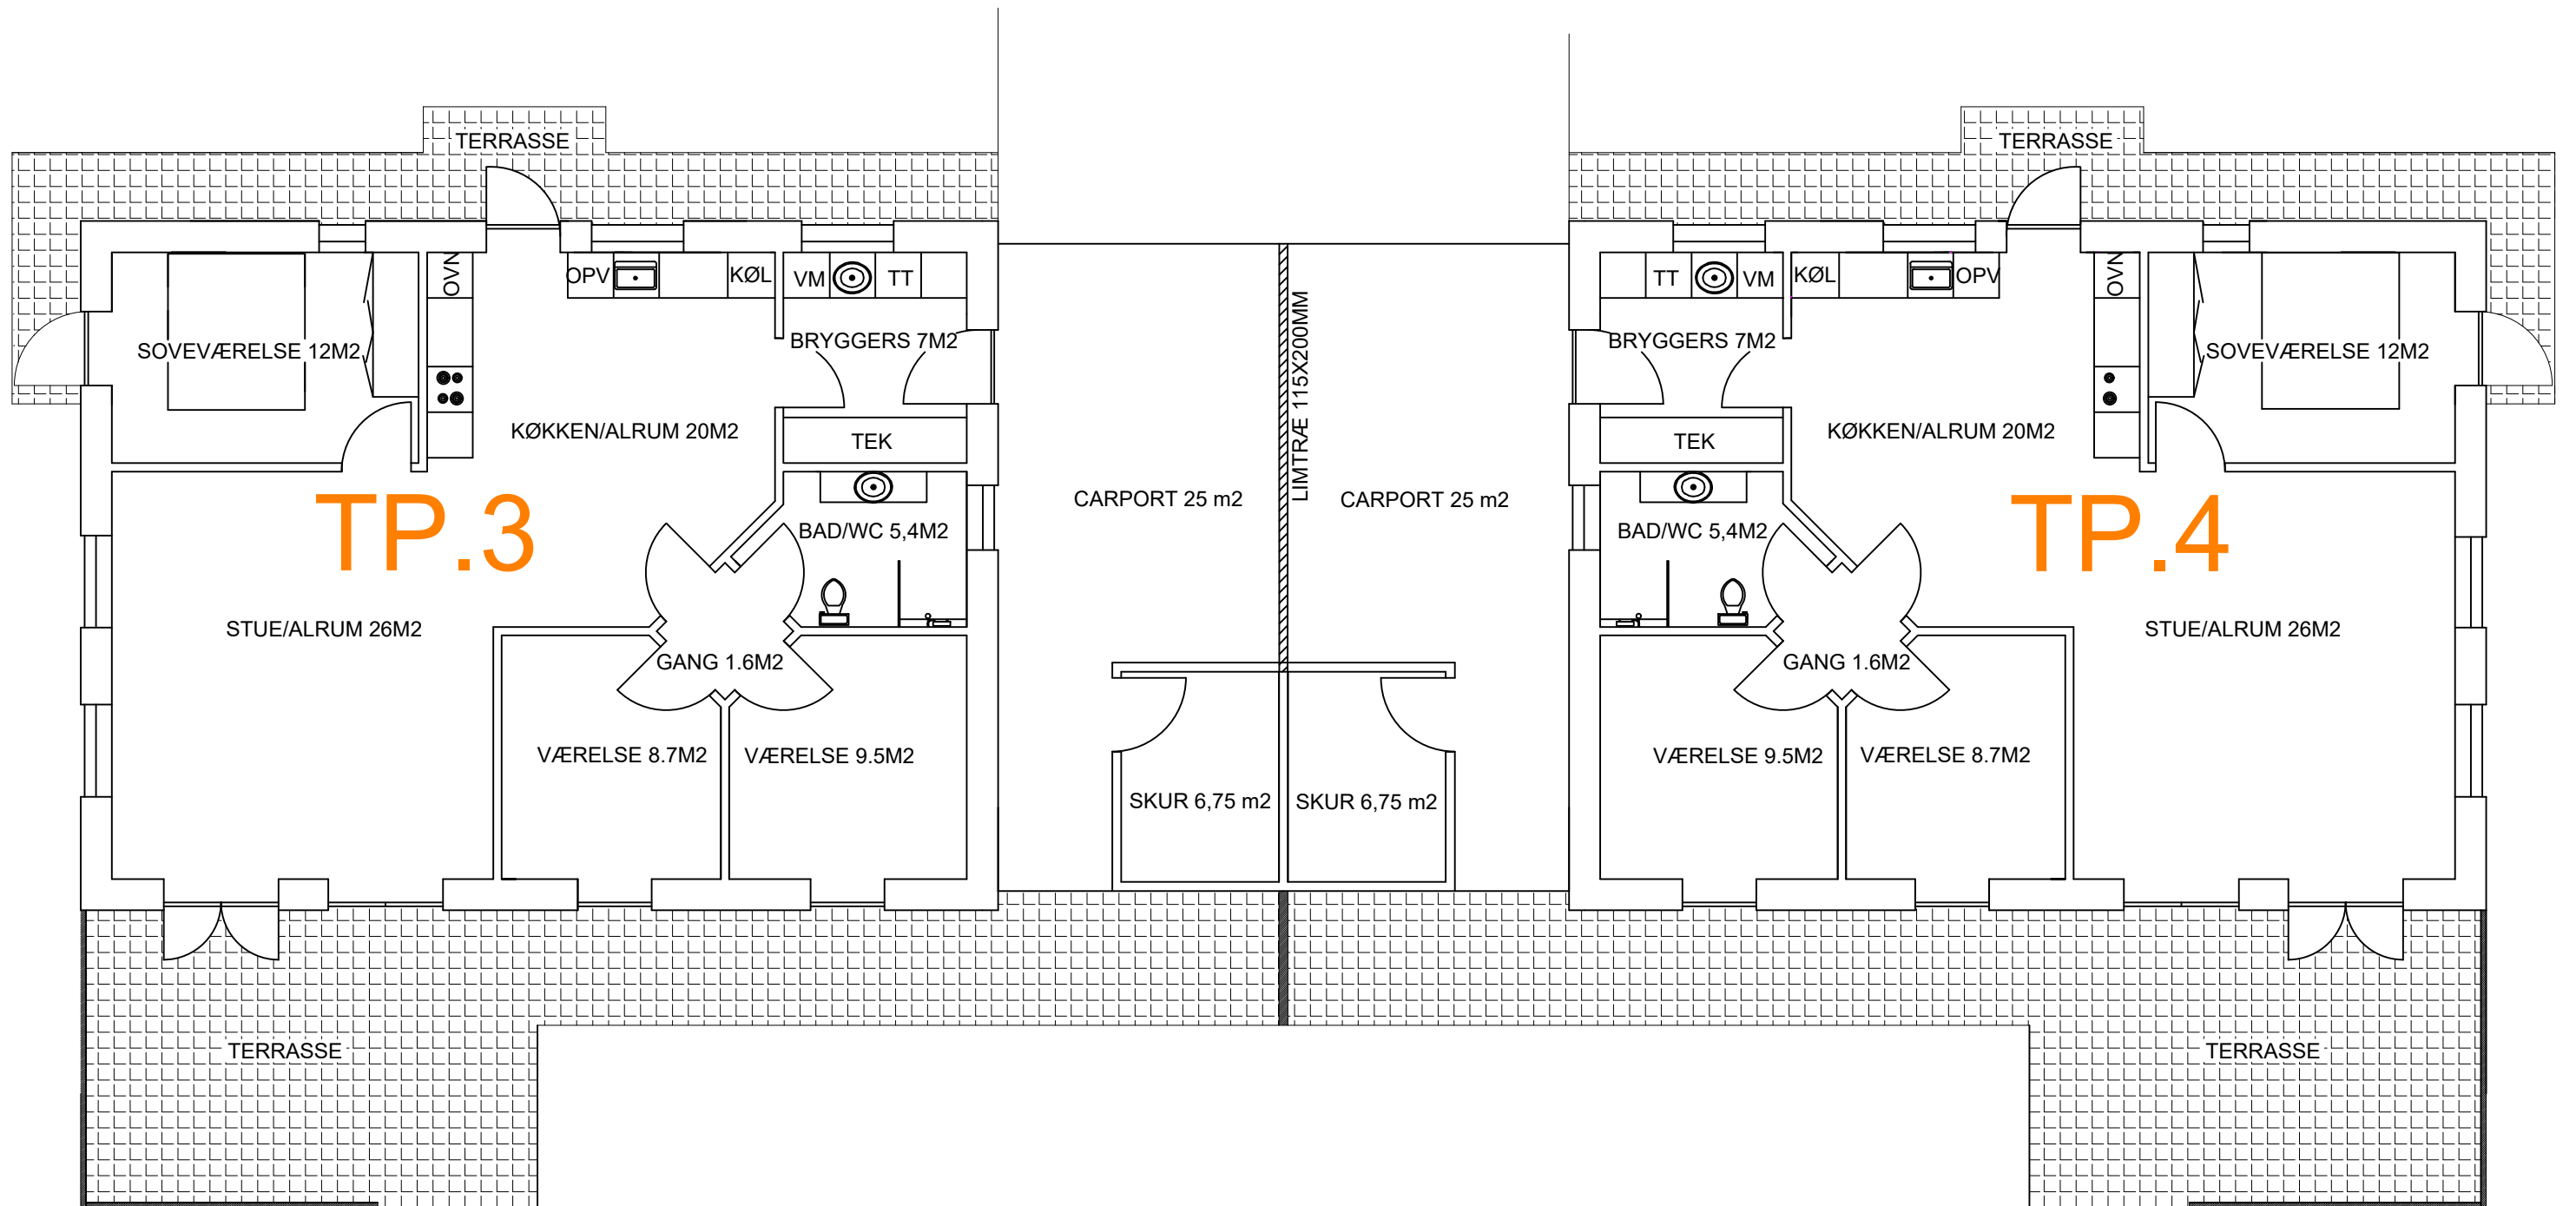 TERRASSE
TERRASSE
OVN
OPV
KØL
VM
TT
TT
VM
KØL
OPV
OVN
SOVEVÆRELSE 12M2
BRYGGERS 7M2
LIMTRÆ 115X200MM
BRYGGERS 7M2
SOVEVÆRELSE 12M2
KØKKEN/ALRUM 20M2
TEK
TEK
KØKKEN/ALRUM 20M2
TP.3
CARPORT 25 m2
CARPORT 25 m2
TP.4
BAD/WC 5,4M2
BAD/WC 5,4M2
STUE/ALRUM 26M2
STUE/ALRUM 26M2
GANG 1.6M2
GANG 1.6M2
VÆRELSE 8.7M2
VÆRELSE 9.5M2
VÆRELSE 9.5M2
VÆRELSE 8.7M2
SKUR 6,75 m2
SKUR 6,75 m2
TERRASSE
TERRASSE